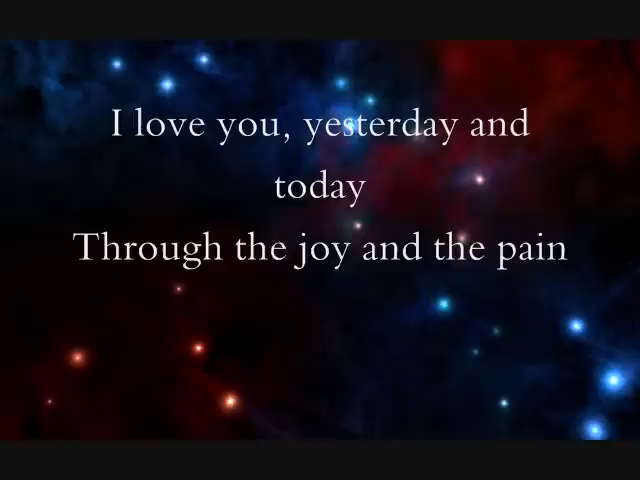 I love you, yesterday and
today
Through the joy and the pain